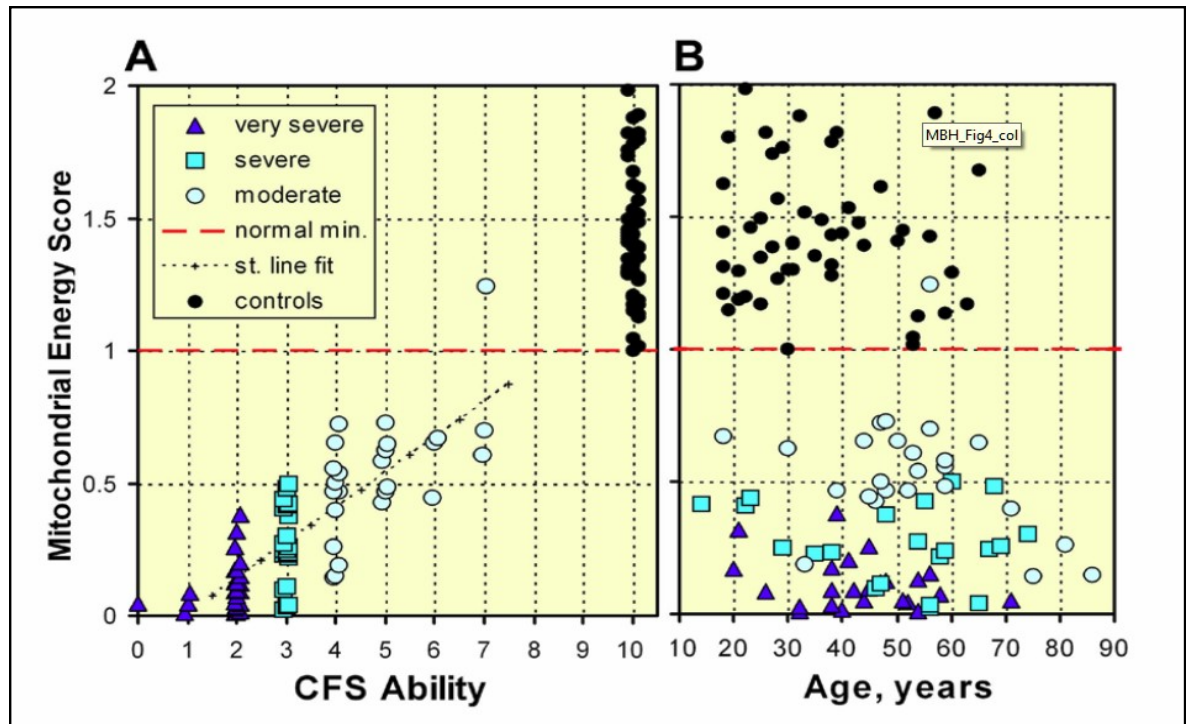 A
B
2
1.5
1
0.5
0
Mitochondrial Energy Score
very severe
severe
moderate
normal min.
st. line fit
controls
MBH_Fig4_col
0 1 2 3 4 5 6 7 8 9 10
CFS Ability
10 20 30 40 50 60 70 80 90
Age, years